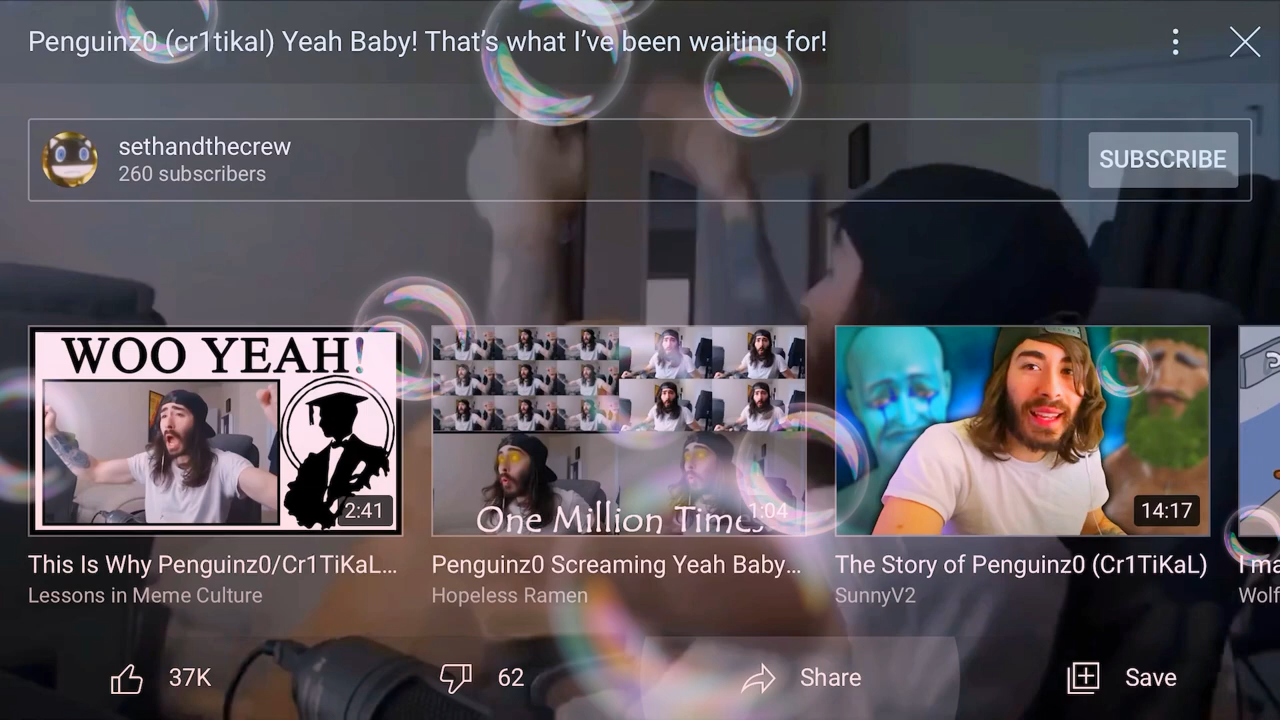 Penguinz0 (cr1tikal) Yeah Baby! That's what I've been waiting for!
sethandthecrew
260 subscribers
SUBSCRIBE
WOO YEAH!
2:41
One Million Times
1:04
14:17
This Is Why Penguinz0/Cr1TiKaL...
Penguinz0 Screaming Yeah Baby...
The Story of Penguinz0 (Cr1TiKaL)
Lessons in Meme Culture
Hopeless Ramen
SunnyV2
Wolf
37K
62
Share
Save